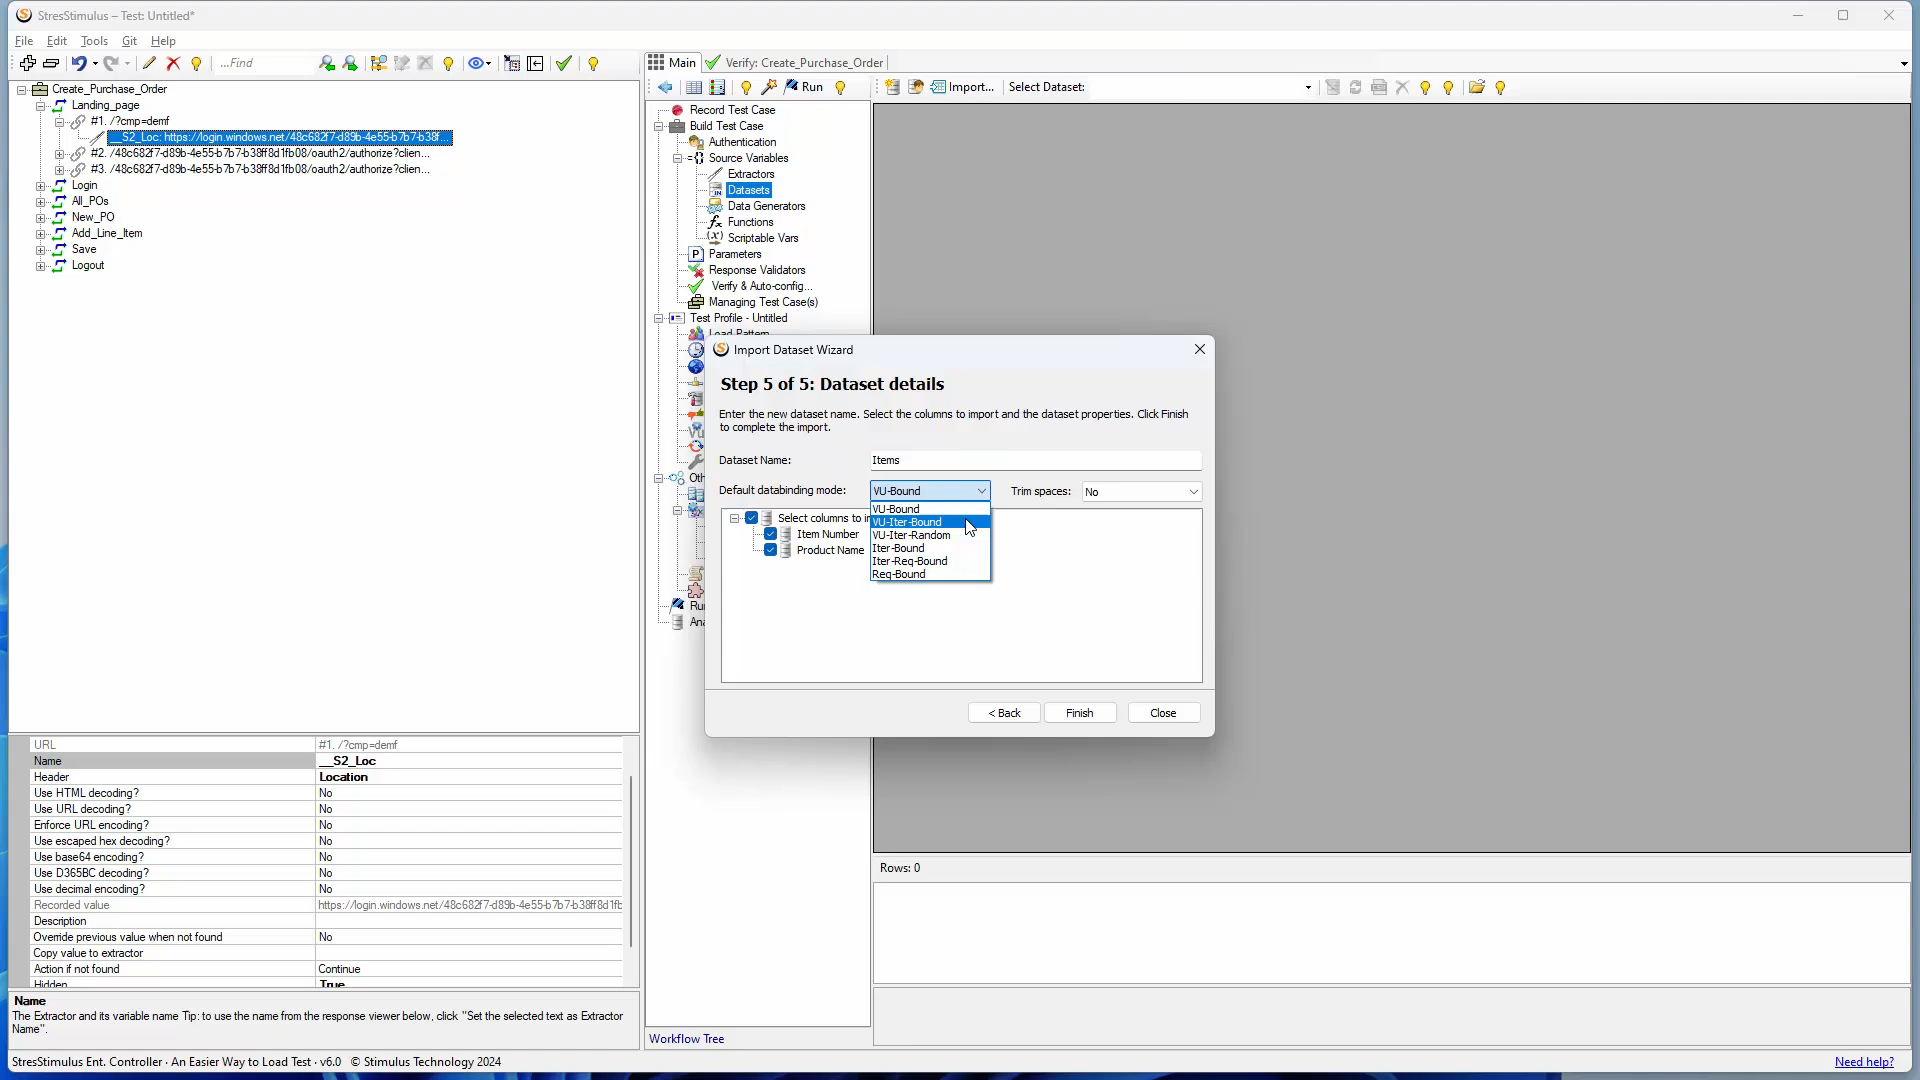 StresStimulus – Test: Untitled*
File Edit Tools Git Help
...Find
Create_Purchase_Order
Landing_page
#1. /?cmp=demf
__S2_Loc: https://login.windows.net/48c682f7-d89b-4e55-b7b7-b38f...
#2. /48c682f7-d89b-4e55-b7b7-b38ff8d1fb08/oauth2/authorize?clien...
#3. /48c682f7-d89b-4e55-b7b7-b38ff8d1fb08/oauth2/authorize?clien...
Login
All_POs
New_PO
Add_Line_Item
Save
Logout
URL #1. /?cmp=demf
Name __S2_Loc
Header Location
Use HTML decoding? No
Use URL decoding? No
Enforce URL encoding? No
Use escaped hex decoding? No
Use base64 encoding? No
Use D365BC decoding? No
Use decimal encoding? No
Recorded value https://login.windows.net/48c682f7-d89b-4e55-b7b7-b38ff8d1fb
Description
Override previous value when not found No
Copy value to extractor
Action if not found Continue
Hidden True
Name
The Extractor and its variable name Tip: to use the name from the response viewer below, click "Set the selected text as Extractor
Name".
Main Verify: Create_Purchase_Order
Run Import... Select Dataset:
Record Test Case
Build Test Case
Authentication
Source Variables
Extractors
Datasets
Data Generators
Functions
Scriptable Vars
Parameters
Response Validators
Verify & Auto-config...
Managing Test Case(s)
Test Profile - Untitled
Load Pattern
Oth
Ru
Ana
Workflow Tree
Import Dataset Wizard
Step 5 of 5: Dataset details
Enter the new dataset name. Select the columns to import and the dataset properties. Click Finish
to complete the import.
Dataset Name: Items
Default databinding mode: VU-Bound Trim spaces: No
Select columns to i
Item Number
Product Name
VU-Bound
VU-Iter-Bound
VU-Iter-Random
Iter-Bound
Iter-Req-Bound
Req-Bound
< Back Finish Close
Rows: 0
StresStimulus Ent. Controller · An Easier Way to Load Test · v6.0 © Stimulus Technology 2024
Need help?